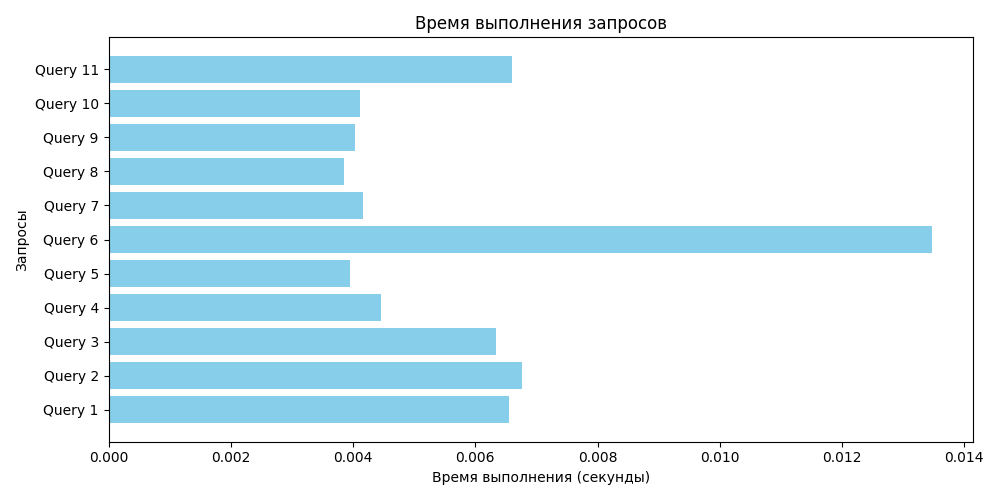 Время выполнения запросов
Запросы
Query 11
Query 10
Query 9
Query 8
Query 7
Query 6
Query 5
Query 4
Query 3
Query 2
Query 1
0.000 0.002 0.004 0.006 0.008 0.010 0.012 0.014
Время выполнения (секунды)